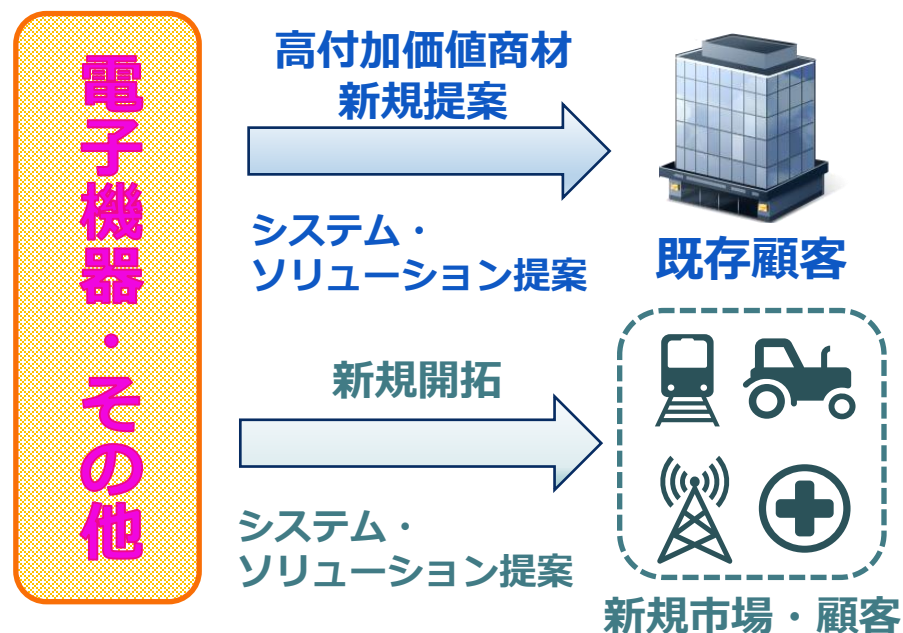 電子機器・その他
高付加価値商材
新規提案
システム・
ソリューション提案
既存顧客
新規開拓
システム・
ソリューション提案
新規市場・顧客